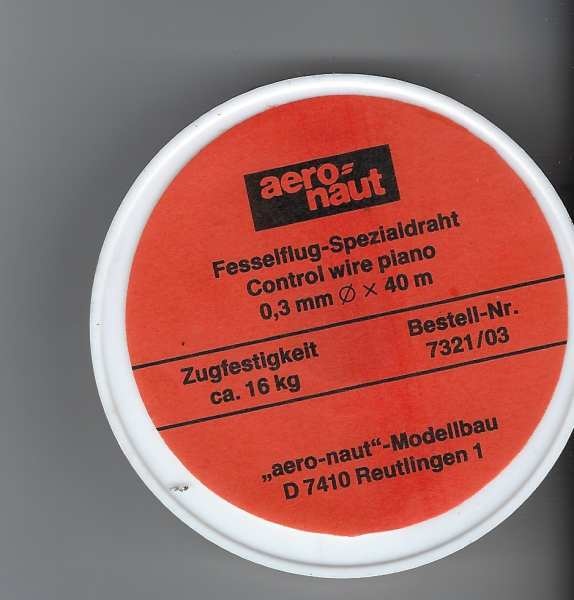 aero-
naut
Fesselflug-Spezialdraht
Control wire piano
0,3 mm Ø × 40 m
Zugfestigkeit
ca. 16 kg
Bestell-Nr.
7321/03
„aero-naut“-Modellbau
D 7410 Reutlingen 1